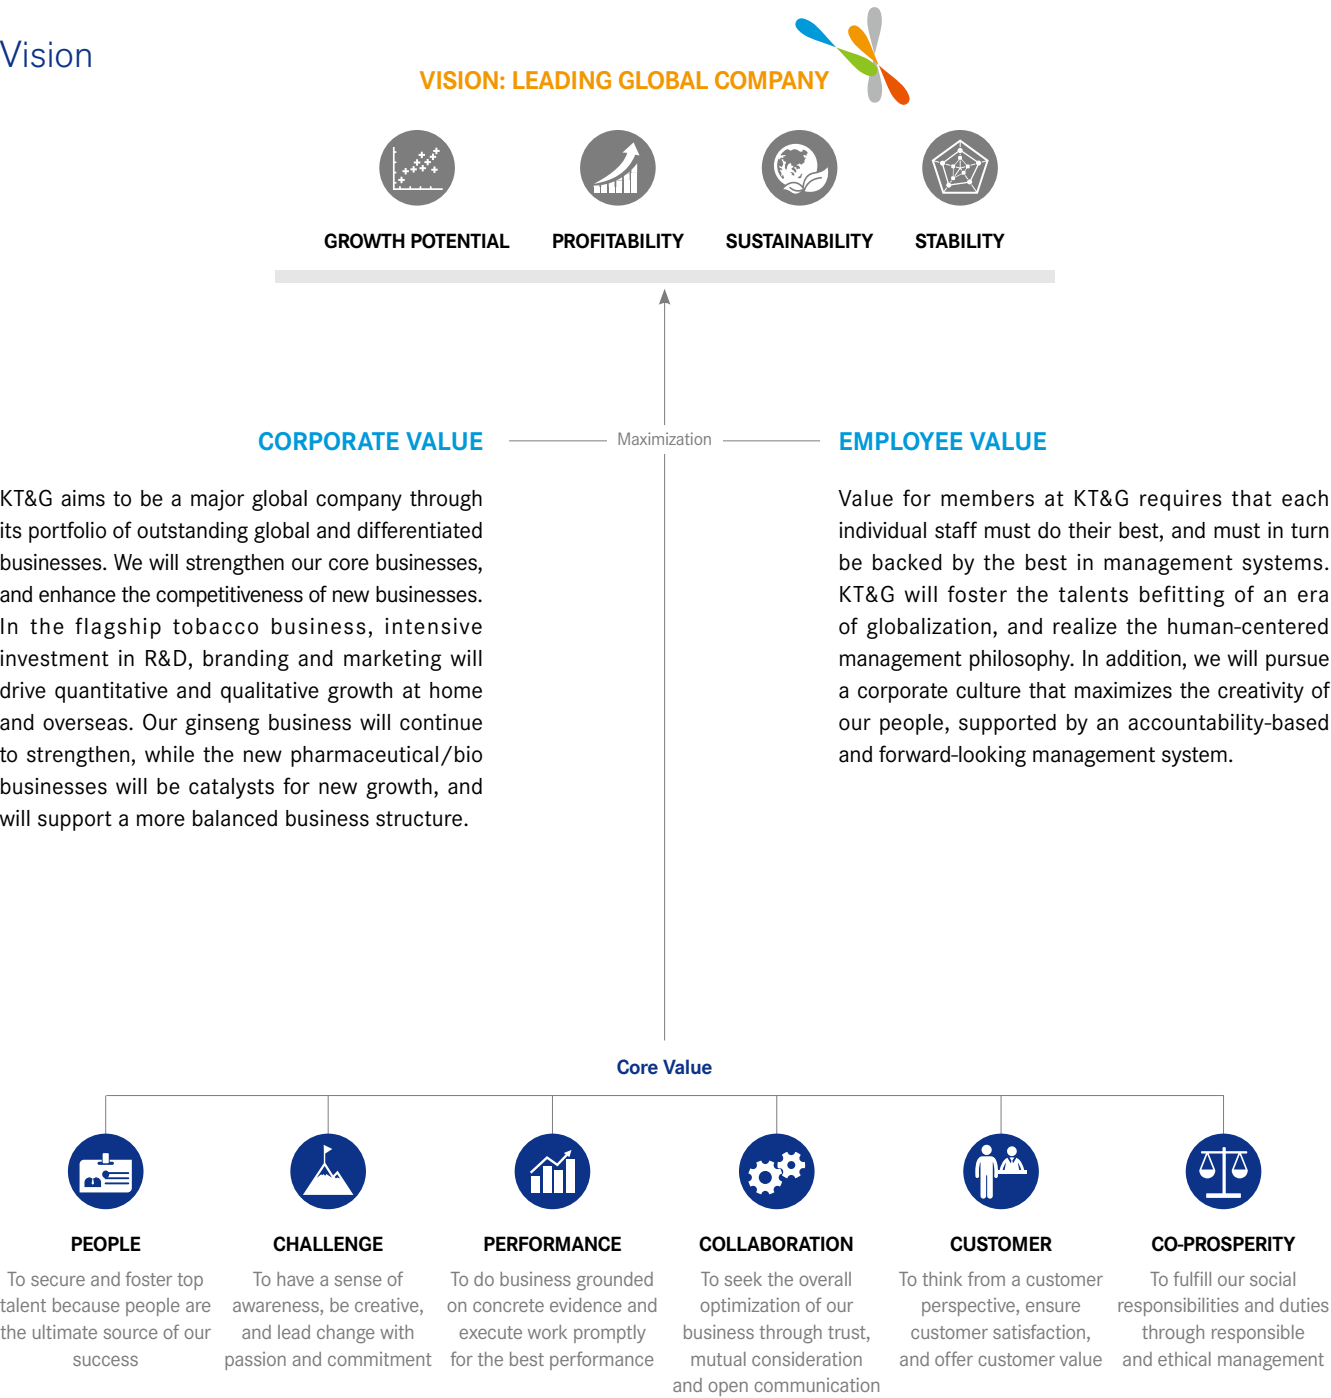 Vision
VISION: LEADING GLOBAL COMPANY
GROWTH POTENTIAL
PROFITABILITY
SUSTAINABILITY
STABILITY
CORPORATE VALUE
Maximization
EMPLOYEE VALUE
KT&G aims to be a major global company through
its portfolio of outstanding global and differentiated
businesses. We will strengthen our core businesses,
and enhance the competitiveness of new businesses.
In the flagship tobacco business, intensive
investment in R&D, branding and marketing will
drive quantitative and qualitative growth at home
and overseas. Our ginseng business will continue
to strengthen, while the new pharmaceutical/bio
businesses will be catalysts for new growth, and
will support a more balanced business structure.
Value for members at KT&G requires that each
individual staff must do their best, and must in turn
be backed by the best in management systems.
KT&G will foster the talents befitting of an era
of globalization, and realize the human-centered
management philosophy. In addition, we will pursue
a corporate culture that maximizes the creativity of
our people, supported by an accountability-based
and forward-looking management system.
Core Value
PEOPLE
To secure and foster top
talent because people are
the ultimate source of our
success
CHALLENGE
To have a sense of
awareness, be creative,
and lead change with
passion and commitment
PERFORMANCE
To do business grounded
on concrete evidence and
execute work promptly
for the best performance
COLLABORATION
To seek the overall
optimization of our
business through trust,
mutual consideration
and open communication
CUSTOMER
To think from a customer
perspective, ensure
customer satisfaction,
and offer customer value
CO-PROSPERITY
To fulfill our social
responsibilities and duties
through responsible
and ethical management